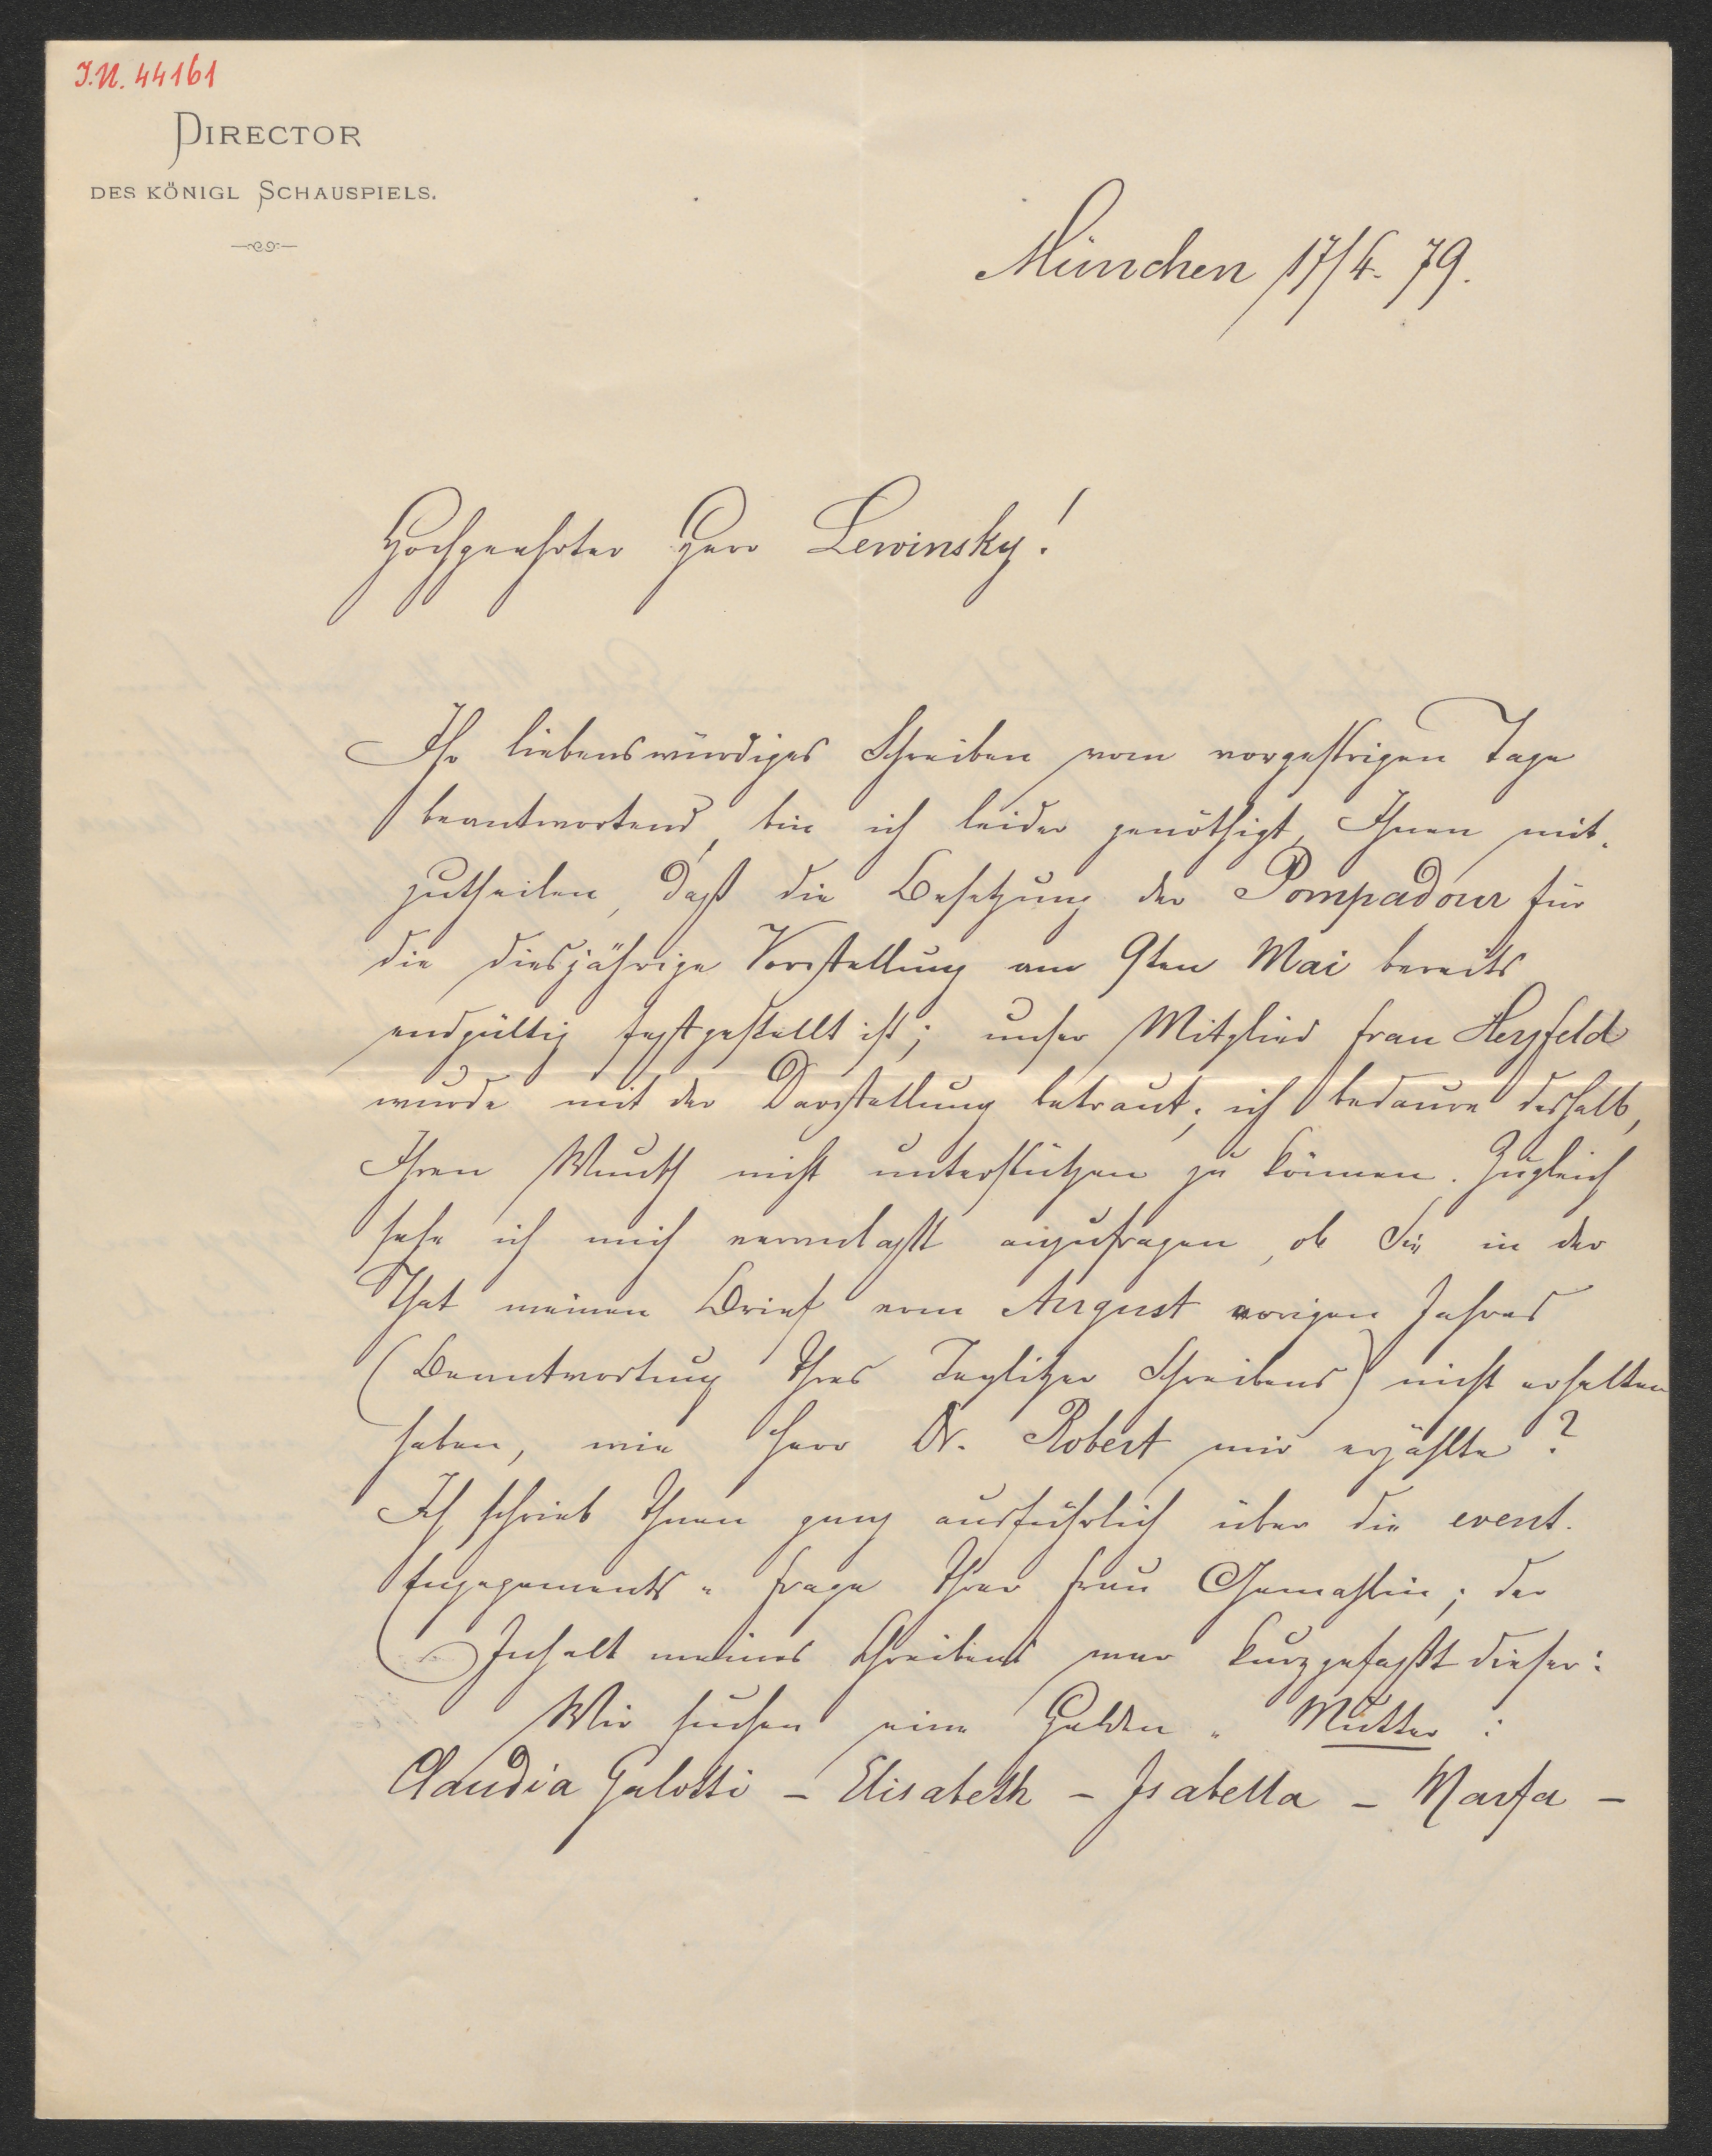 J.N. 44161
DIRECTOR
DES KÖNIGL SCHAUSPIELS.
München 17/4. 79.
Hochgeehrter Herr Lewinsky!
Ihr liebenswürdiges Schreiben vom vorgestrigen Tage
beantwortend, bin ich leider genöthigt, Ihnen mit-
zutheilen, daß die Besetzung der Pompadour für
die diesjährige Vorstellung am 9ten Mai bereits
endgültig festgestellt ist; unser Mitglied Frau Herzfeld
wurde mit der Darstellung betraut; ich bedaure deshalb,
Ihren Wunsch nicht unterstützen zu können. Zugleich
sehe ich mich veranlaßt anzufragen, ob Sie in der
That meinen Brief vom August vorigen Jahres
(Beantwortung Ihres Teplitzer Schreibens) nicht erhalten
haben, wie Herr Dr. Robert mir erzählte?
Ich schrieb Ihnen ganz ausführlich über die event.
Engagements-Frage Ihrer Frau Gemahlin; der
Inhalt meines Schreibens war kurzgefaßt dieser:
Wir suchen eine Helden-Mutter:
Claudia Galotti – Elisabeth – Isabella – Marfa –